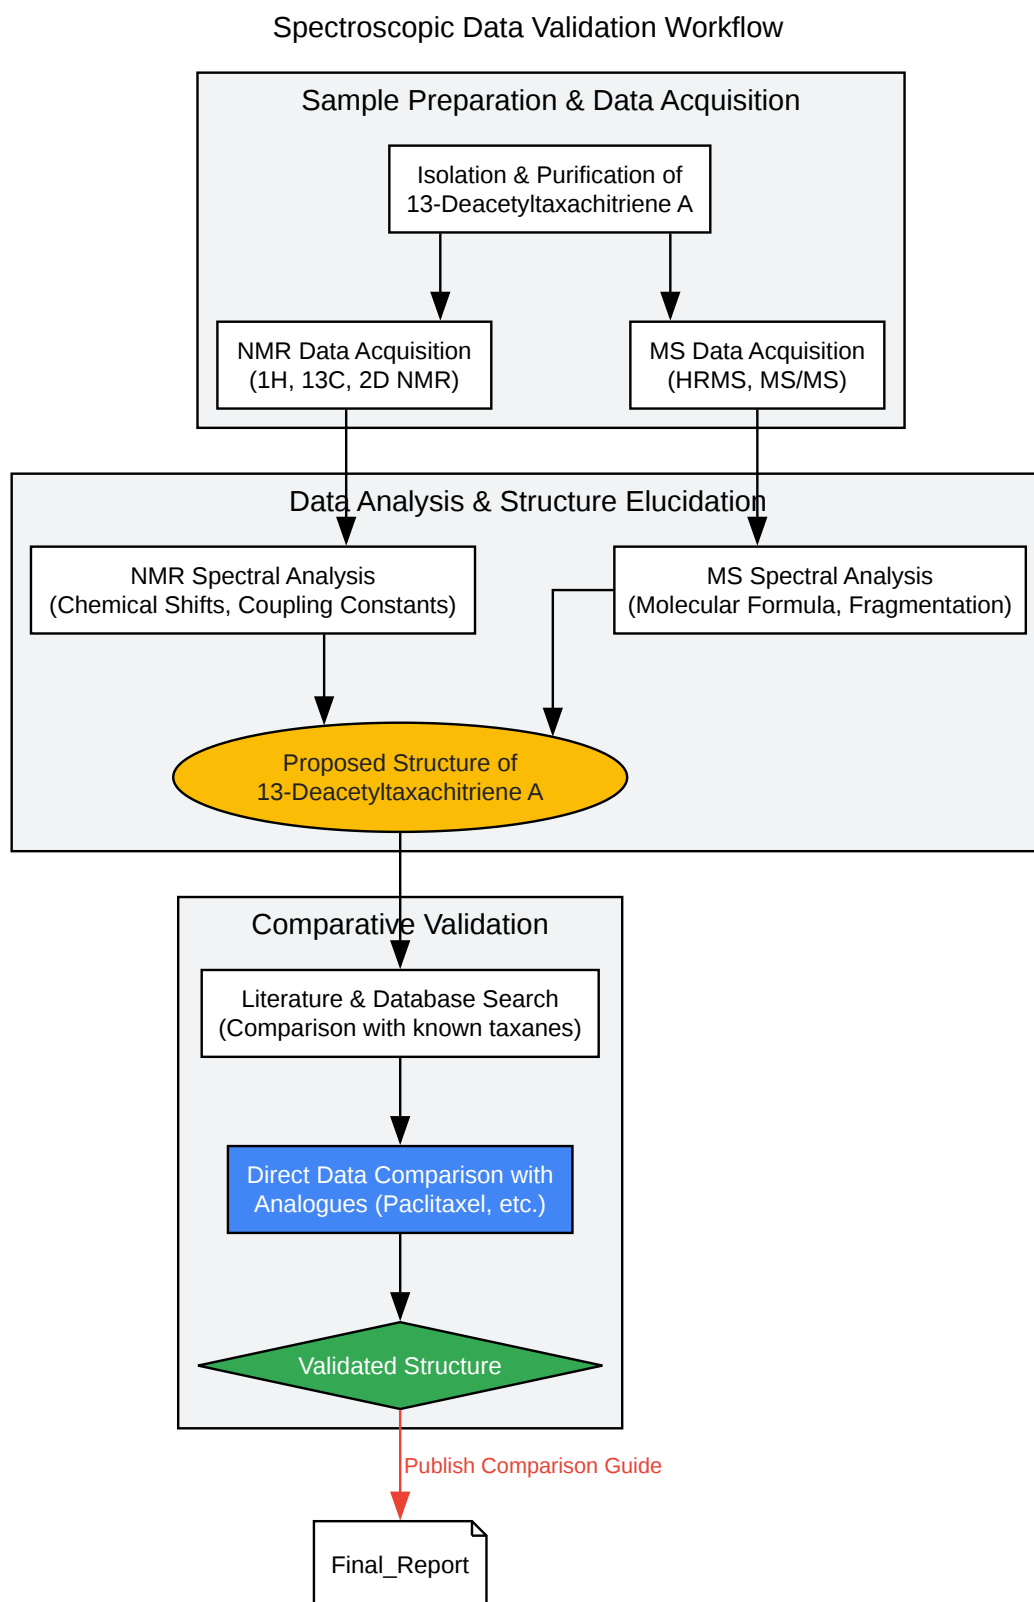 Spectroscopic Data Validation Workflow
Sample Preparation & Data Acquisition
Isolation & Purification of
13-Deacetyltaxachitriene A
NMR Data Acquisition
(1H, 13C, 2D NMR)
MS Data Acquisition
(HRMS, MS/MS)
Data Analysis & Structure Elucidation
NMR Spectral Analysis
(Chemical Shifts, Coupling Constants)
MS Spectral Analysis
(Molecular Formula, Fragmentation)
Proposed Structure of
13-Deacetyltaxachitriene A
Comparative Validation
Literature & Database Search
(Comparison with known taxanes)
Direct Data Comparison with
Analogues (Paclitaxel, etc.)
Validated Structure
Publish Comparison Guide
Final_Report